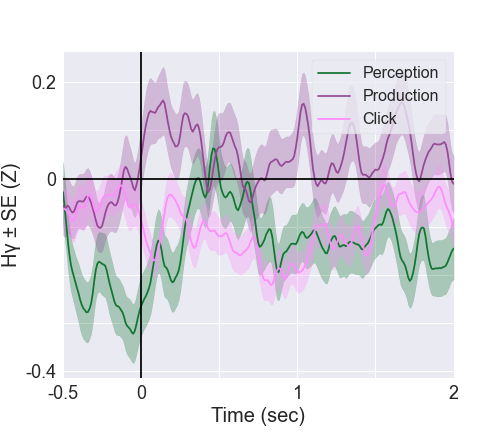 Perception
Production
Click
0.2
0
-0.4
Hγ ± SE (Z)
-0.5
0
1
2
Time (sec)